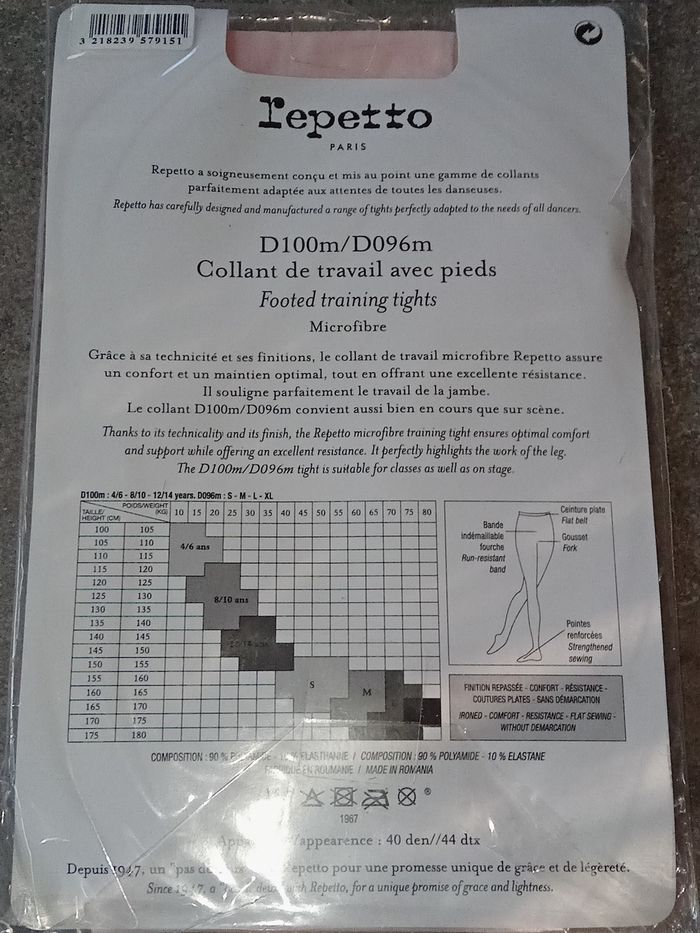 3 218239 579151
repetto
PARIS
Repetto a soigneusement conçu et mis au point une gamme de collants
parfaitement adaptée aux attentes de toutes les danseuses.
Repetto has carefully designed and manufactured a range of tights perfectly adapted to the needs of all dancers.
D100m/D096m
Collant de travail avec pieds
Footed training tights
Microfibre
Grâce à sa technicité et ses finitions, le collant de travail microfibre Repetto assure
un confort et un maintien optimal, tout en offrant une excellente résistance.
Il souligne parfaitement le travail de la jambe.
Le collant D100m/D096m convient aussi bien en cours que sur scène.
Thanks to its technicality and its finish, the Repetto microfibre training tight ensures optimal comfort
and support while offering an excellent resistance. It perfectly highlights the work of the leg.
The D100m/D096m tight is suitable for classes as well as on stage.
D100m : 4/6 - 8/10 - 12/14 years. D096m : S - M - L - XL
POIDS/WEIGHT (KG)
TAILLE/ HEIGHT (CM)
10 15 20 25 30 35 40 45 50 55 60 65 70 75 80
100 105
105 110
110 115 4/6 ans
115 120
120 125
125 130 8/10 ans
130 135
135 140
140 145
145 150
150 155
155 160 S
160 165 M
165 170
170 175
175 180
Ceinture plate
Flat belt
Bande
indémaillable
fourche
Run-resistant
band
Gousset
Fork
Pointes
renforcées
Strengthened
sewing
FINITION REPASSÉE - CONFORT - RÉSISTANCE -
COUTURES PLATES - SANS DÉMARCATION
IRONED - COMFORT - RESISTANCE - FLAT SEWING -
WITHOUT DEMARCATION
COMPOSITION : 90 % ELASTHANNE / COMPOSITION : 90 % POLYAMIDE - 10 % ELASTANE
FABRIQUÉ EN ROUMANIE / MADE IN ROMANIA
1967
/appearence : 40 den//44 dtx
Depuis 1947, un "pas de epetto pour une promesse unique de grâce et de légèreté.
Since 1947, a with Repetto, for a unique promise of grace and lightness.